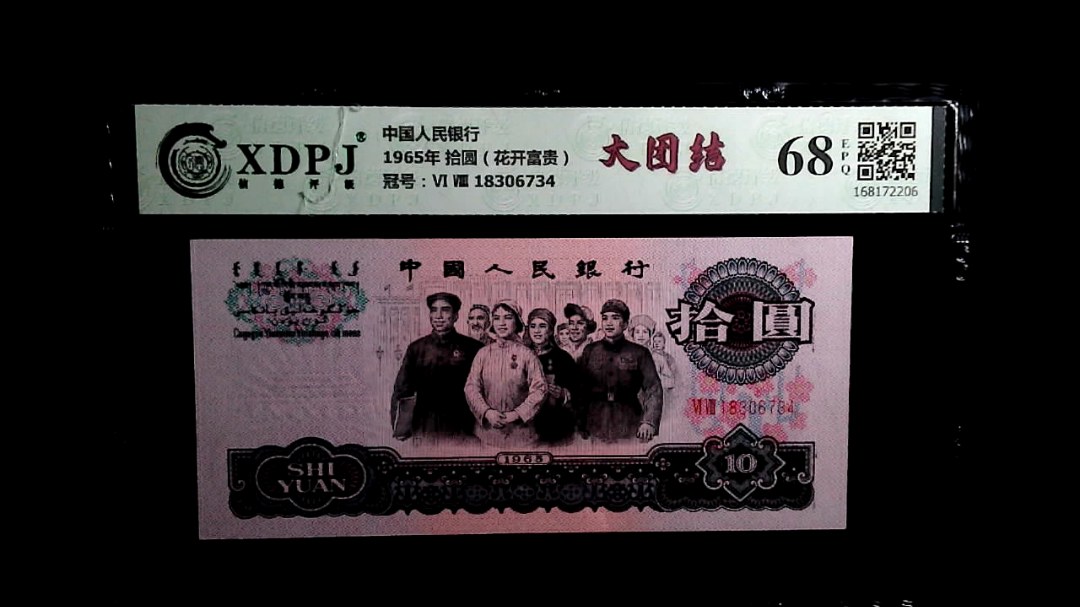 XDPJ®
信德评级
中国人民银行
1965年 拾圆（花开富贵）
冠号：VI VIII 18306734
大团结
68
EPQ
168172206
中國人民銀行
拾圓
VI VIII 18306734
1965
SHI
YUAN
10